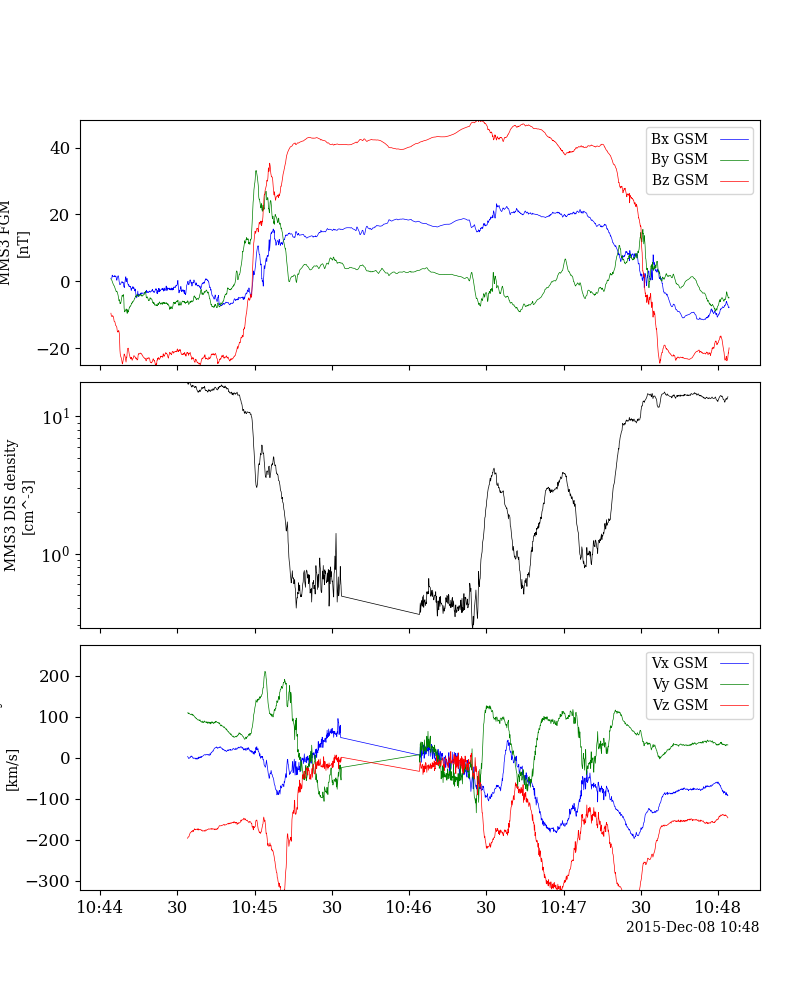 MMS3 FGM
[nT]
40
20
0
−20
Bx GSM
By GSM
Bz GSM
MMS3 DIS density
[cm^-3]
10^1
10^0
[km/s]
200
100
0
−100
−200
−300
Vx GSM
Vy GSM
Vz GSM
10:44 30 10:45 30 10:46 30 10:47 30 10:48
2015-Dec-08 10:48